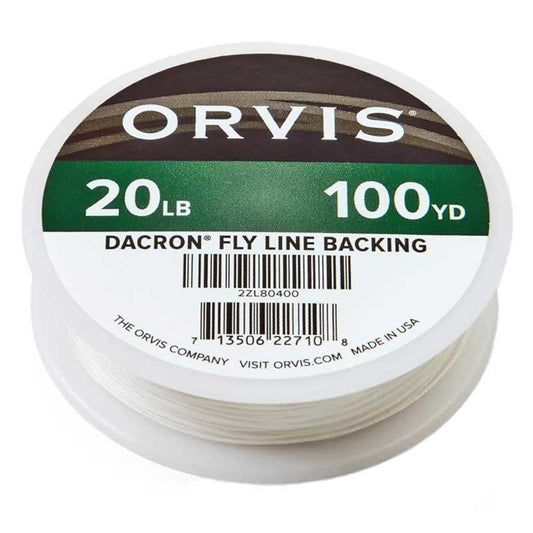 ORVIS®
20LB 100YD
DACRON® FLY LINE BACKING
2ZL80400
7 13506 22710 8
THE ORVIS COMPANY VISIT ORVIS.COM MADE IN USA